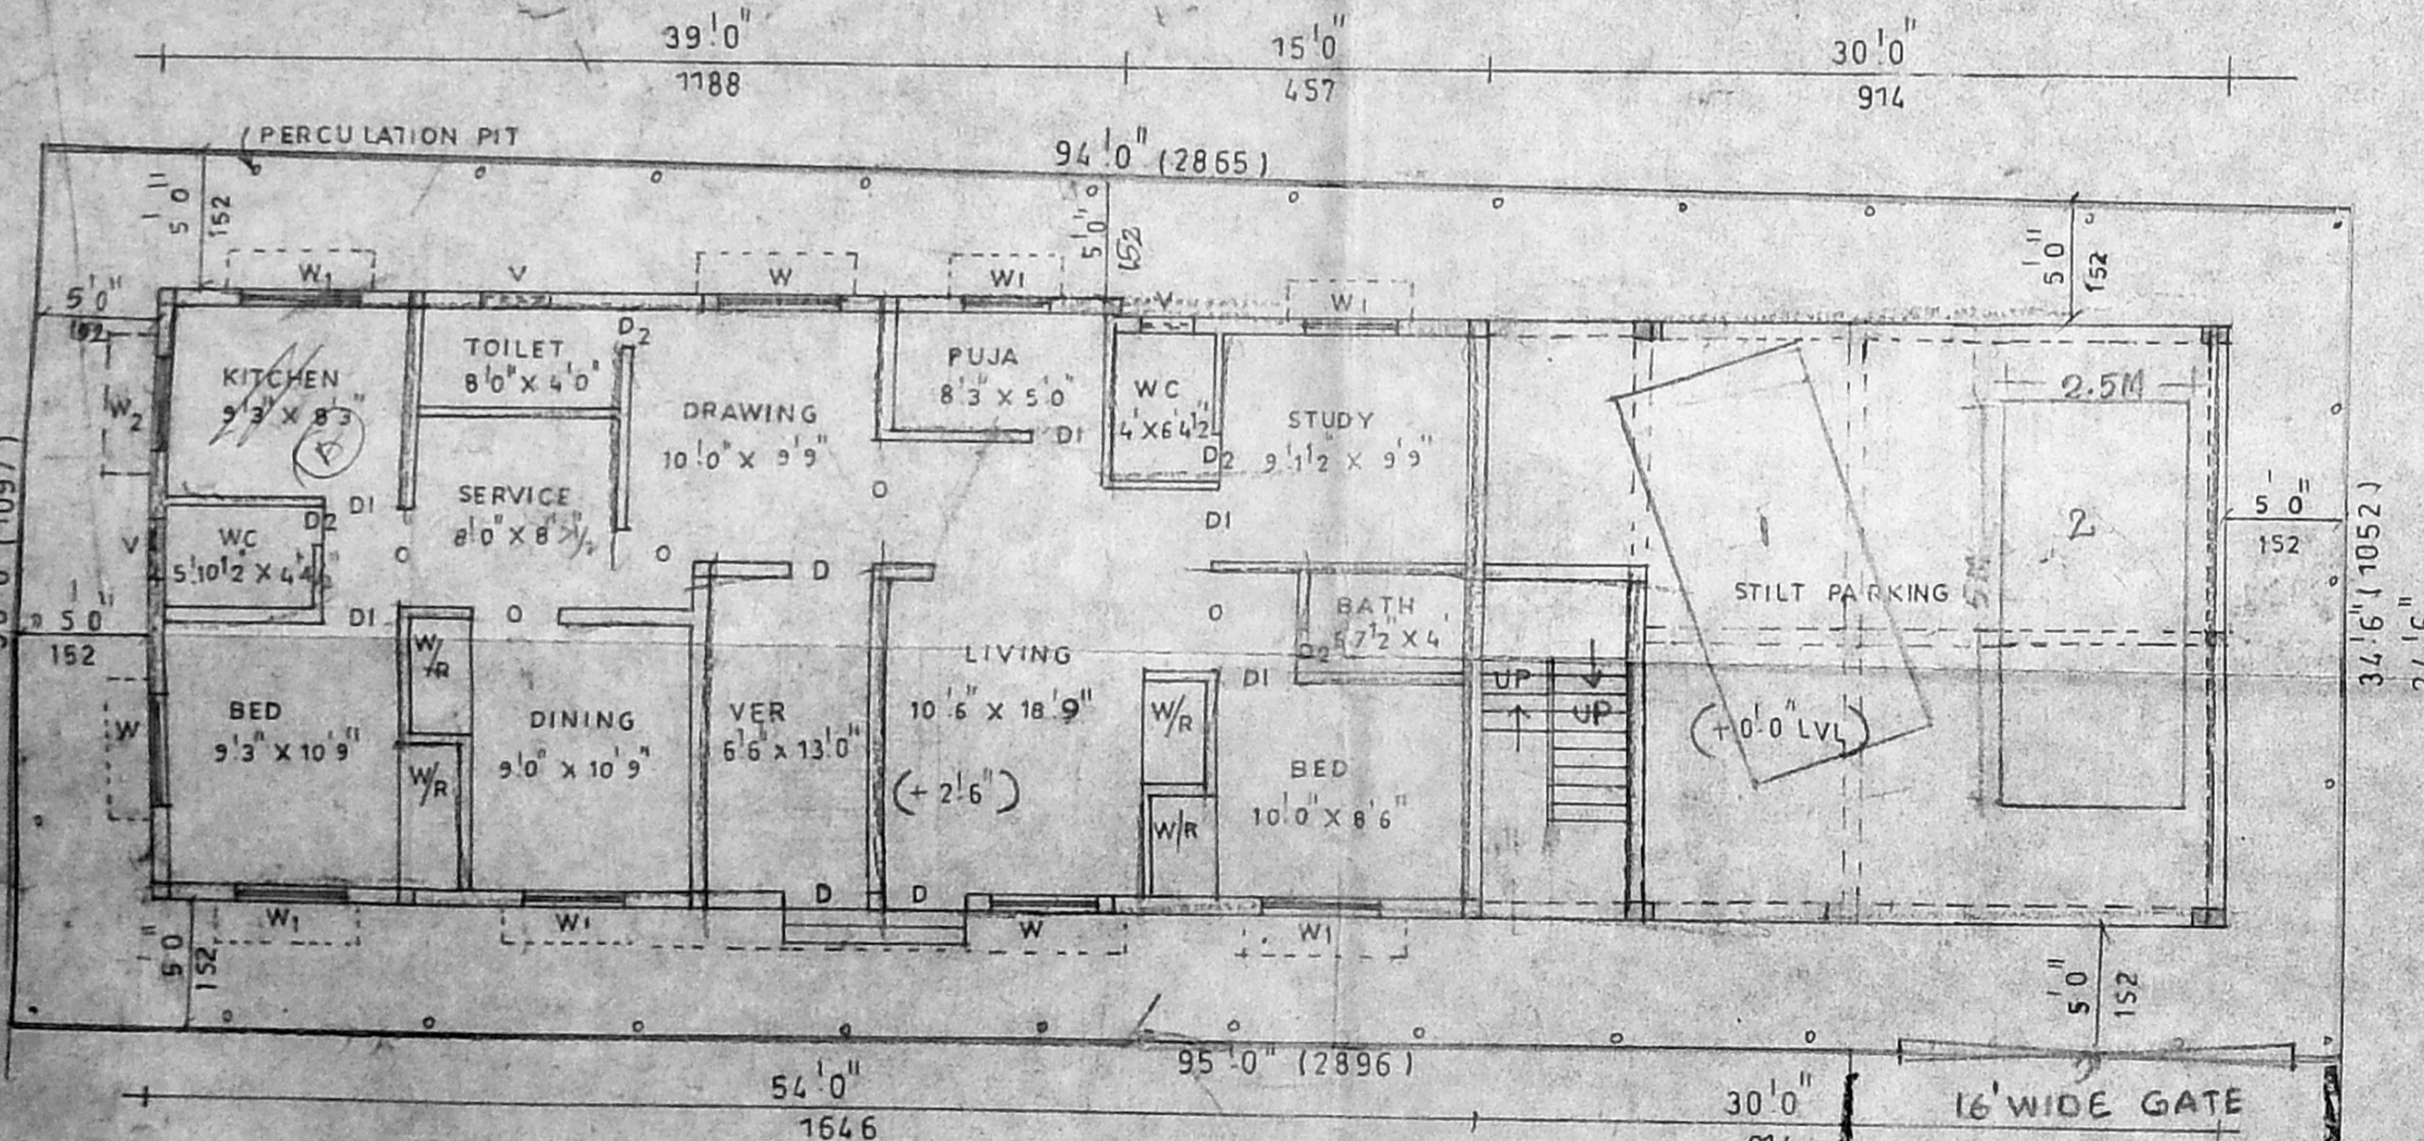 39'0" 15'0" 30'0"
1188 457 914
PERCULATION PIT
94'0" (2865)
5'0" 152
5'0" 152
5'0" 152
5'0"
152
W1 V W W1 V W1
KITCHEN
9'3" X 8'3"
TOILET
8'0" X 4'0"
D2
DRAWING
10'0" X 9'9"
PUJA
8'3" X 5'0"
D1
WC
4' X 6'4½"
D2
STUDY
9'1½" X 9'9"
2.5M
W2
SERVICE
8'0" X 8'
D1
D2
WC
5'10½" X 4'4
V
O
O
O
D1
1
2
5M
STILT PARKING
5'0"
152
34'6" (1052)
5'0"
152
D1
O
D
O
BATH
7½" X 4'
D2
W/R
LIVING
10'6" X 18'9"
(+2'6")
D1
W/R
UP
UP
(+0'0" LVL)
BED
9'3" X 10'9"
W
W/R
DINING
9'0" X 10'9"
VER
6'6" X 13'0"
BED
10'0" X 8'6"
W/R
D D
W1 W1 W W1
5'0" 152
5'0" 152
95'0" (2896)
54'0" 30'0"
1646
16' WIDE GATE